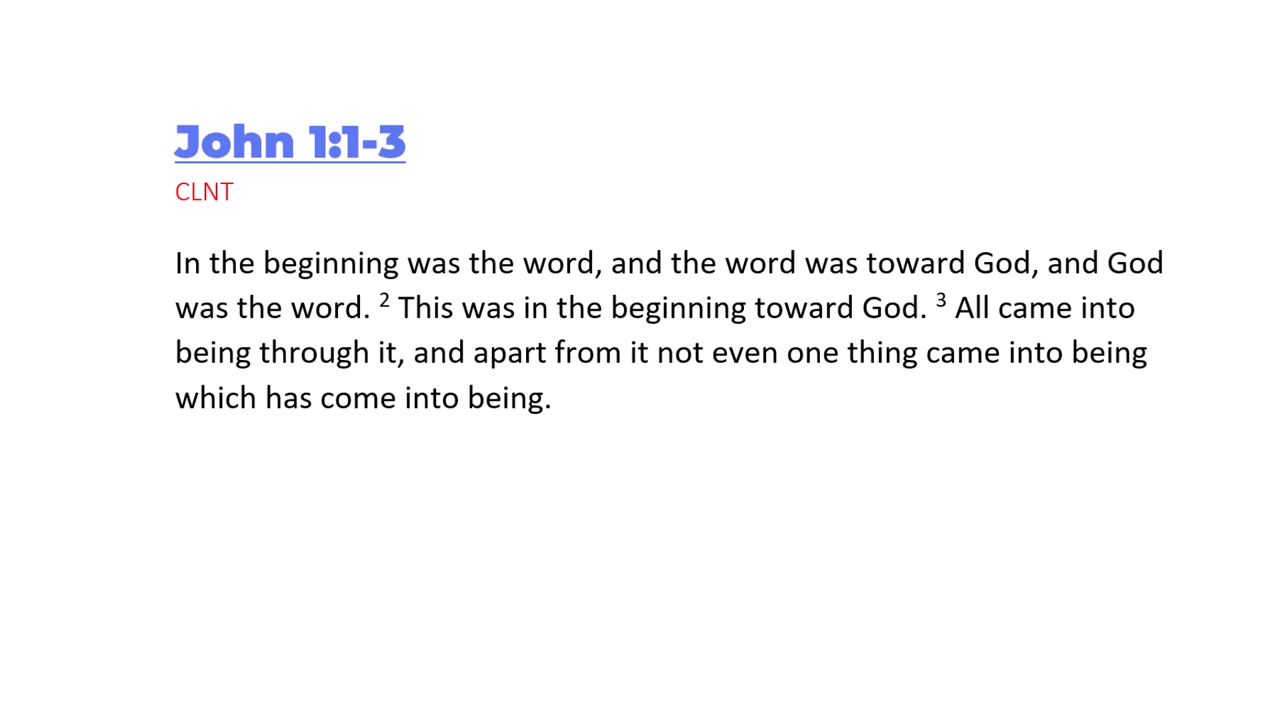 John 1:1-3
CLNT
In the beginning was the word, and the word was toward God, and God
was the word. 2 This was in the beginning toward God. 3 All came into
being through it, and apart from it not even one thing came into being
which has come into being.